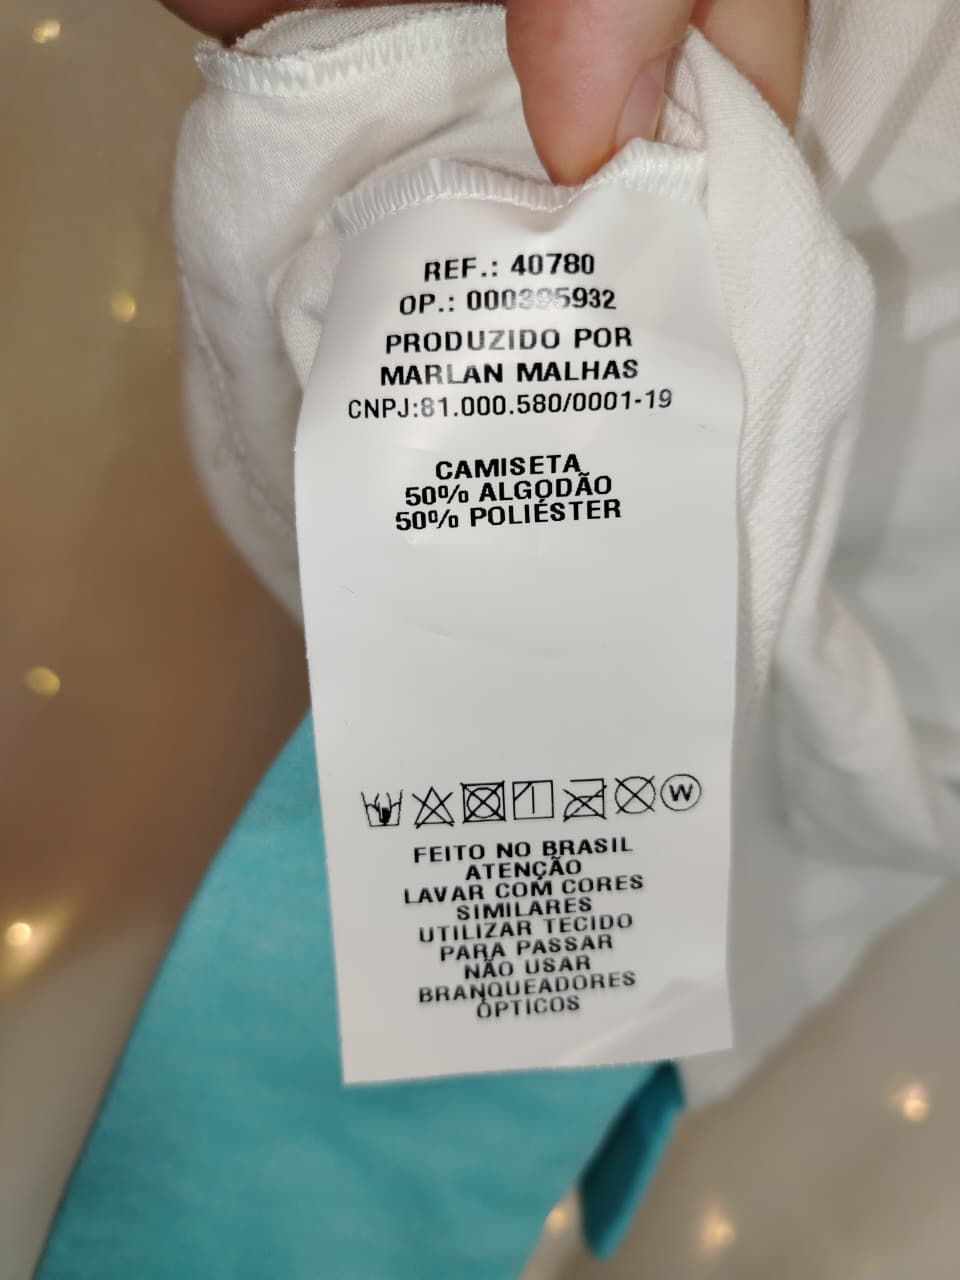 REF.: 40780
OP.: 000395932
PRODUZIDO POR
MARLAN MALHAS
CNPJ:81.000.580/0001-19
CAMISETA
50% ALGODÃO
50% POLIÉSTER
W
FEITO NO BRASIL
ATENÇÃO
LAVAR COM CORES
SIMILARES
UTILIZAR TECIDO
PARA PASSAR
NÃO USAR
BRANQUEADORES
ÓPTICOS